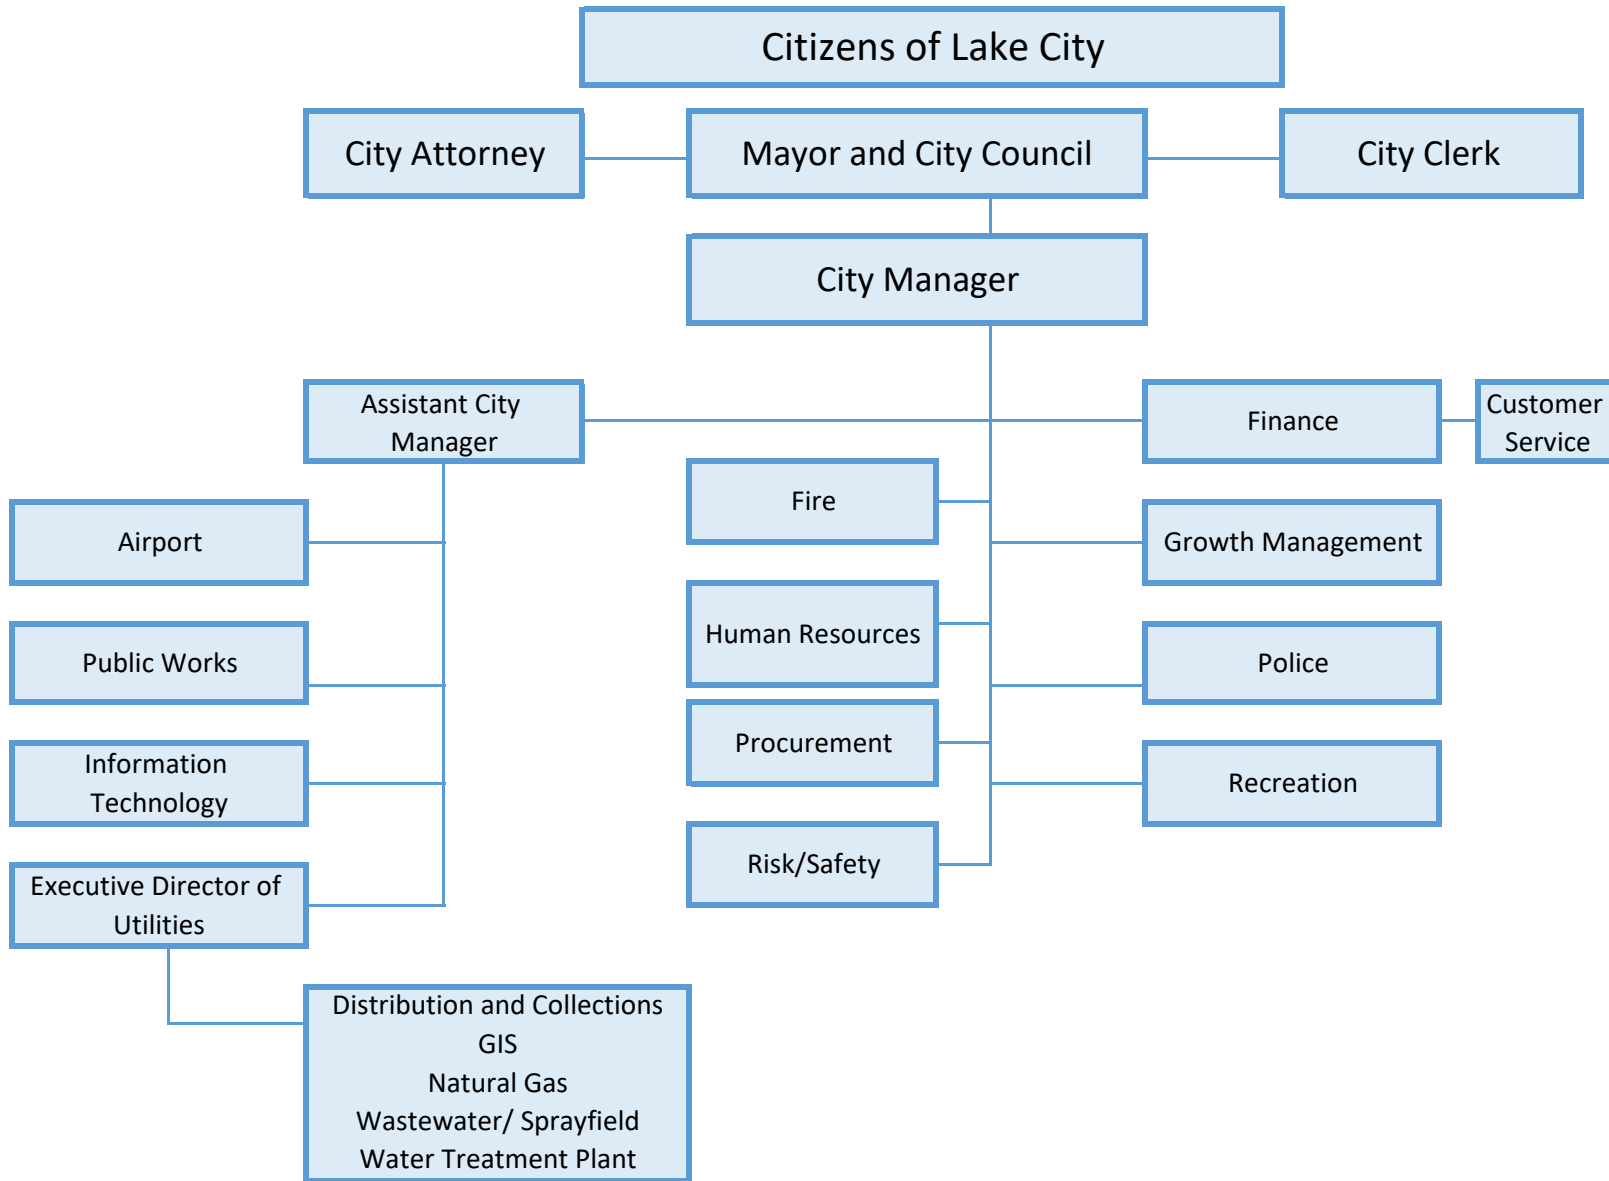 Citizens of Lake City
City Attorney
Mayor and City Council
City Clerk
City Manager
Assistant City
Manager
Finance
Customer
Service
Fire
Airport
Growth Management
Human Resources
Public Works
Police
Procurement
Information
Technology
Recreation
Risk/Safety
Executive Director of
Utilities
Distribution and Collections
GIS
Natural Gas
Wastewater/ Sprayfield
Water Treatment Plant